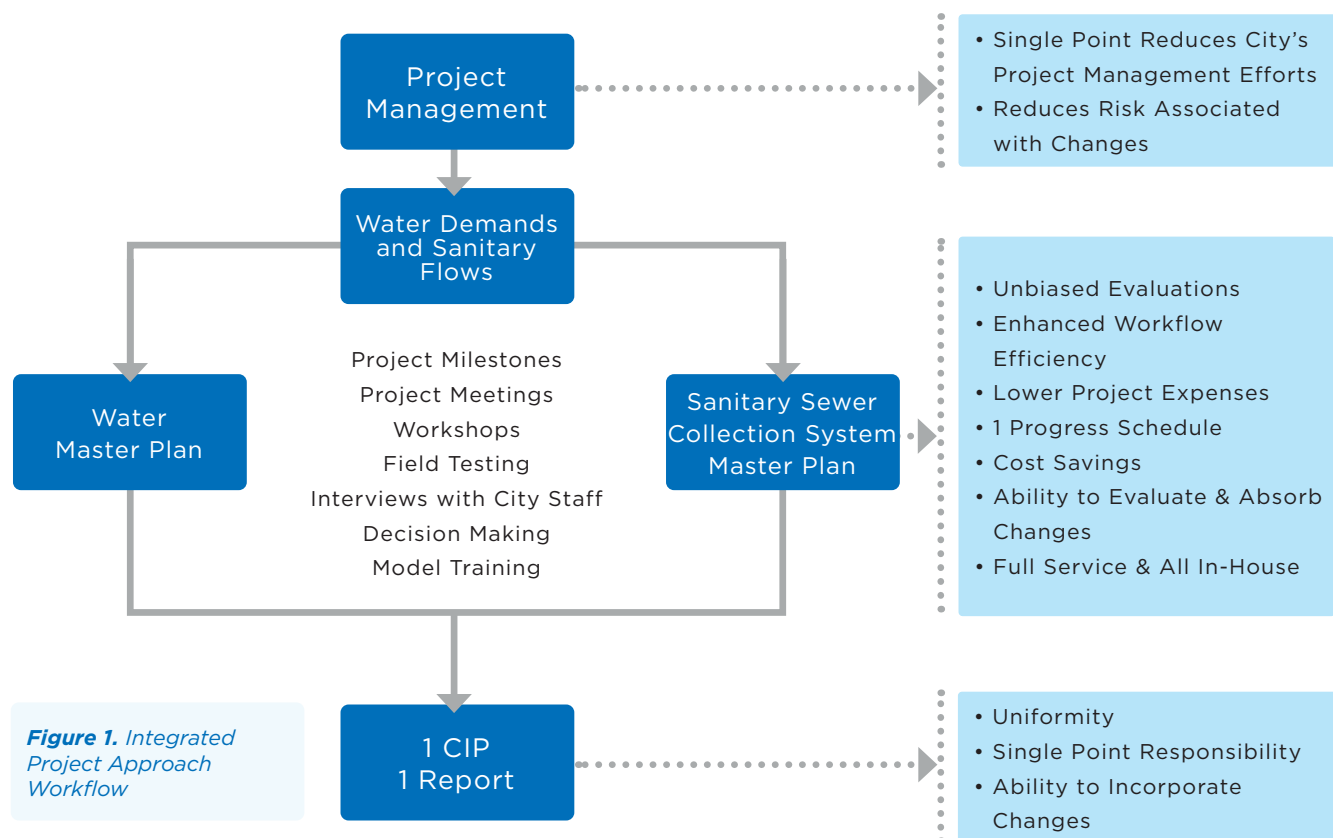 Project
Management
• Single Point Reduces City’s
Project Management Efforts
• Reduces Risk Associated
with Changes
Water Demands
and Sanitary
Flows
Water
Master Plan
Project Milestones
Project Meetings
Workshops
Field Testing
Interviews with City Staff
Decision Making
Model Training
Sanitary Sewer
Collection System
Master Plan
• Unbiased Evaluations
• Enhanced Workflow
Efficiency
• Lower Project Expenses
• 1 Progress Schedule
• Cost Savings
• Ability to Evaluate & Absorb
Changes
• Full Service & All In-House
Figure 1. Integrated
Project Approach
Workflow
1 CIP
1 Report
• Uniformity
• Single Point Responsibility
• Ability to Incorporate
Changes